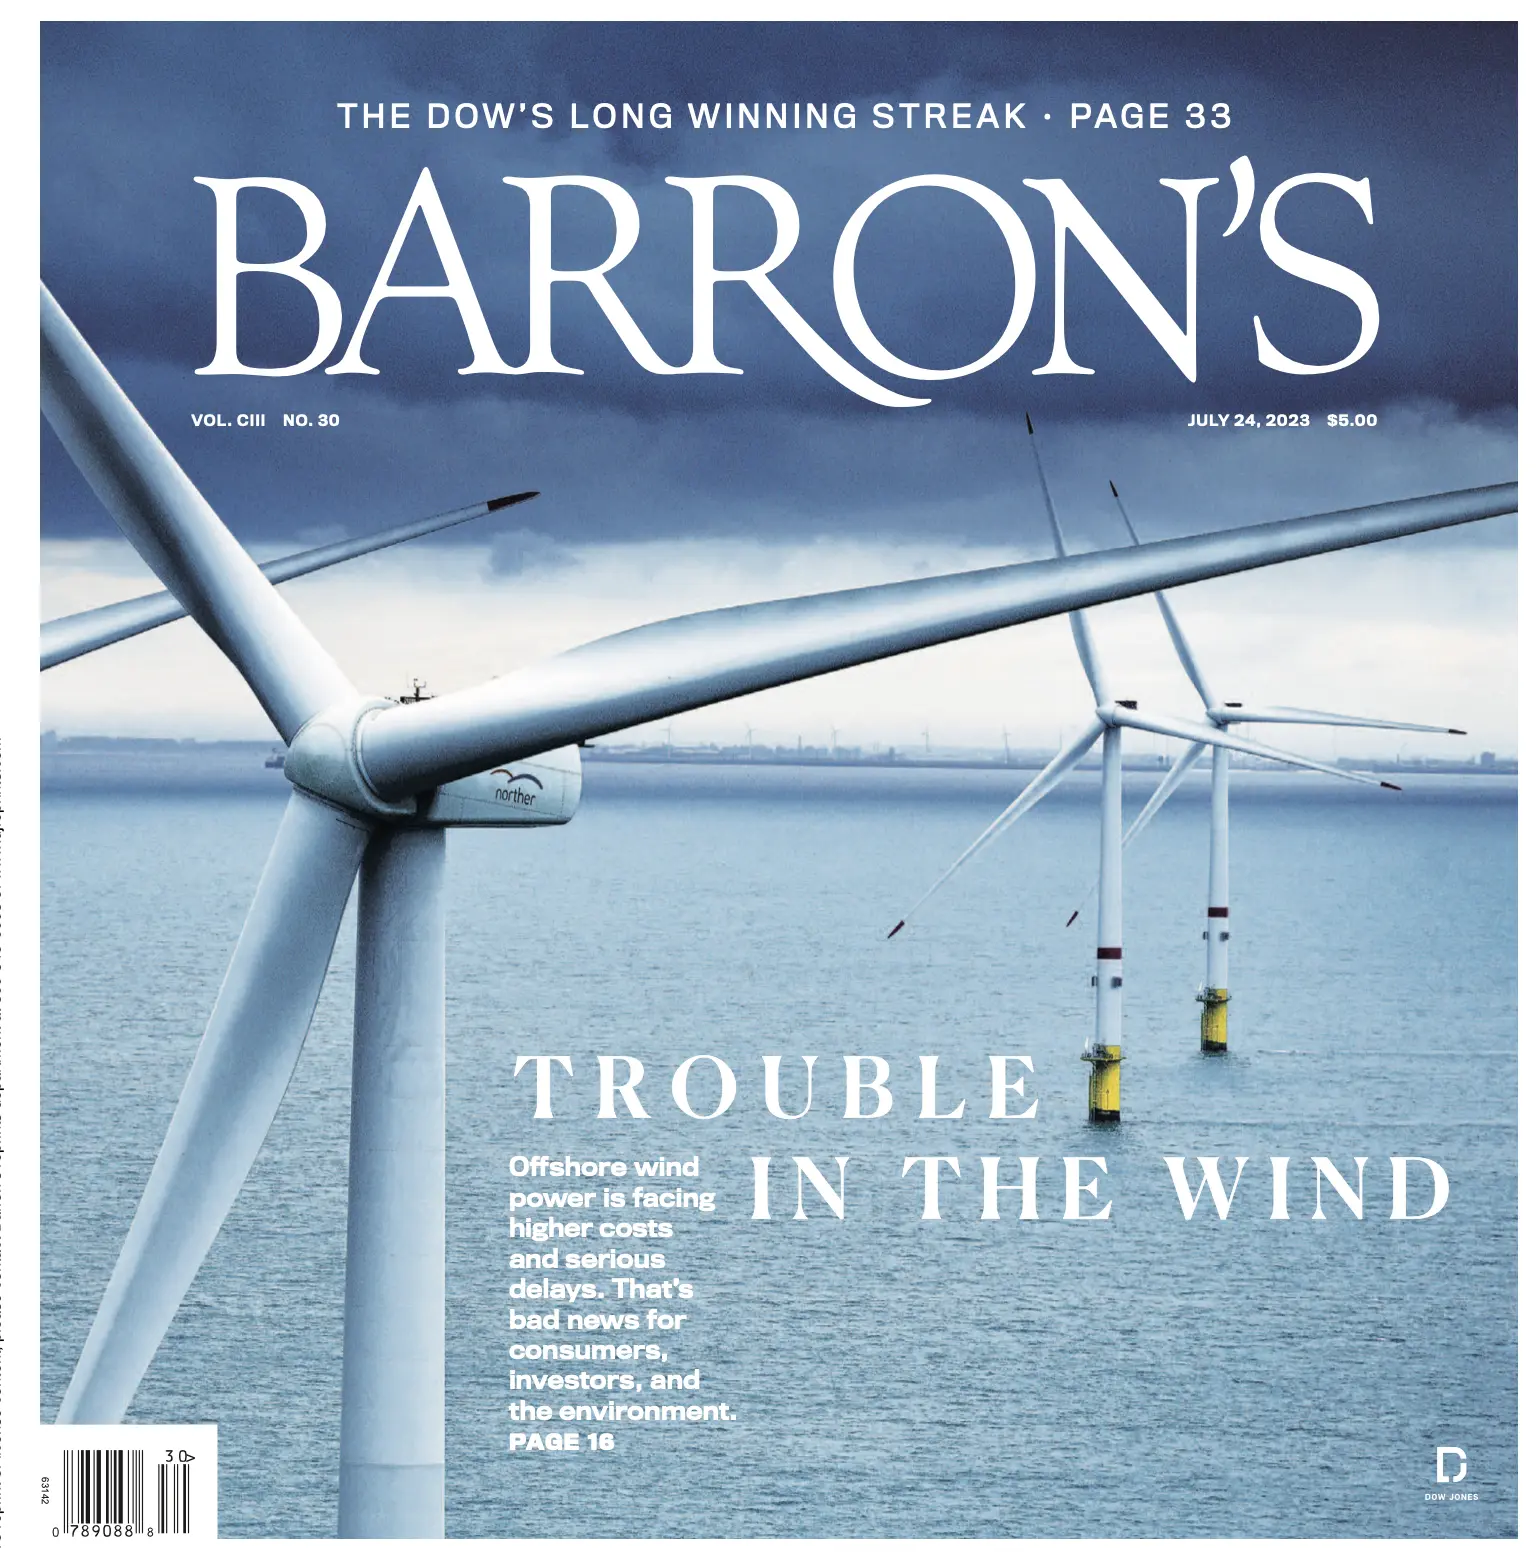 THE DOW'S LONG WINNING STREAK · PAGE 33
BARRON'S
VOL. CIII NO. 30
JULY 24, 2023 $5.00
norther
TROUBLE
IN THE WIND
Offshore wind
power is facing
higher costs
and serious
delays. That's
bad news for
consumers,
investors, and
the environment.
PAGE 16
63142
30>
0 789088 8
DOW JONES